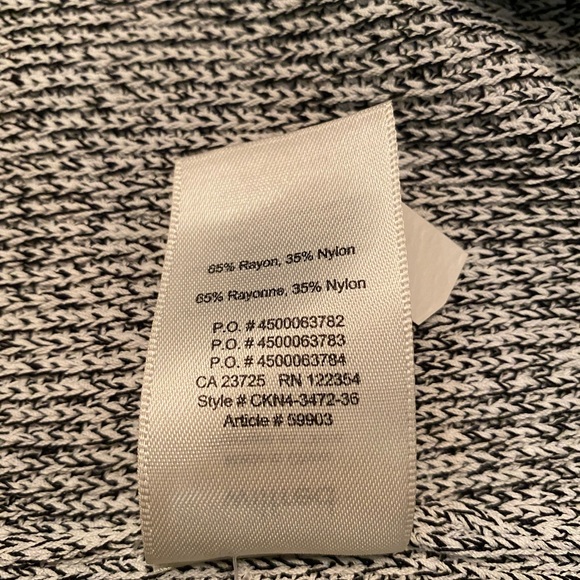 65% Rayon, 35% Nylon
65% Rayonne, 35% Nylon
P.O. # 4500063782
P.O. # 4500063783
P.O. # 4500063784
CA 23725 RN 122354
Style # CKN4-3472-36
Article # 59903